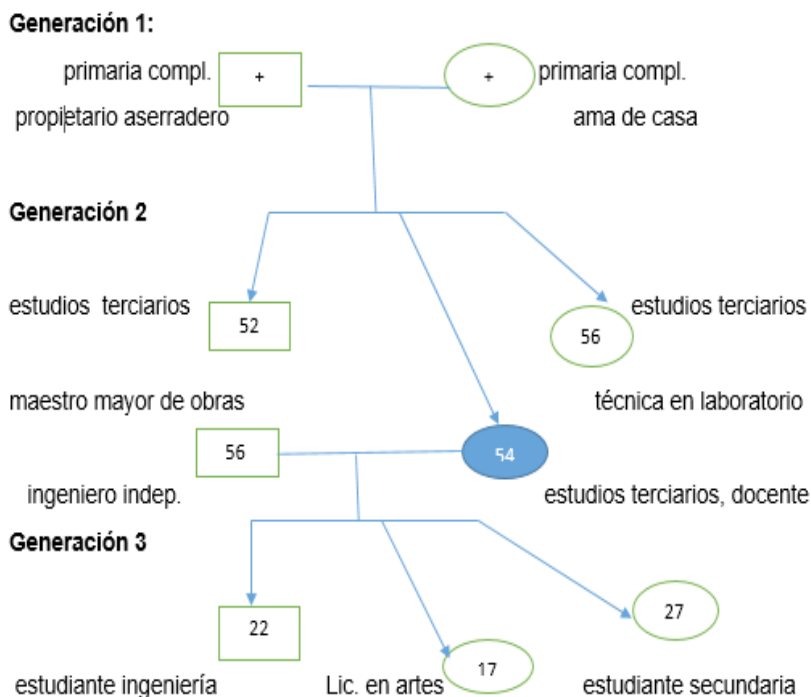 Generación 1:
primaria compl. + + primaria compl.
propietario aserradero ama de casa
Generación 2
estudios terciarios 52 56 estudios terciarios
maestro mayor de obras técnica en laboratorio
56 54
ingeniero indep. estudios terciarios, docente
Generación 3
22 27
estudiante ingeniería Lic. en artes 17 estudiante secundaria